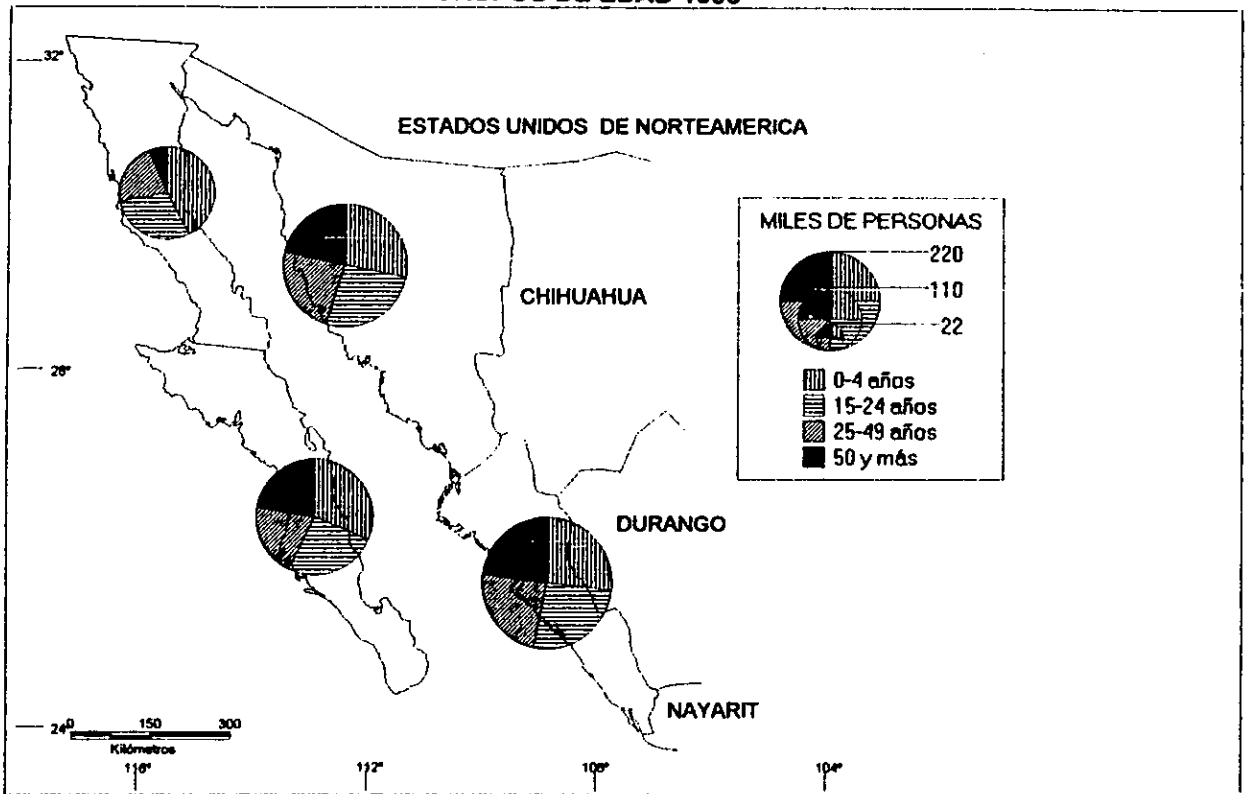 32°
ESTADOS UNIDOS DE NORTEAMERICA
MILES DE PERSONAS
220
110
22
0-4 años
15-24 años
25-49 años
50 y más
CHIHUAHUA
28°
DURANGO
NAYARIT
24°
0 150 300
Kilómetros
116° 112° 108° 104°